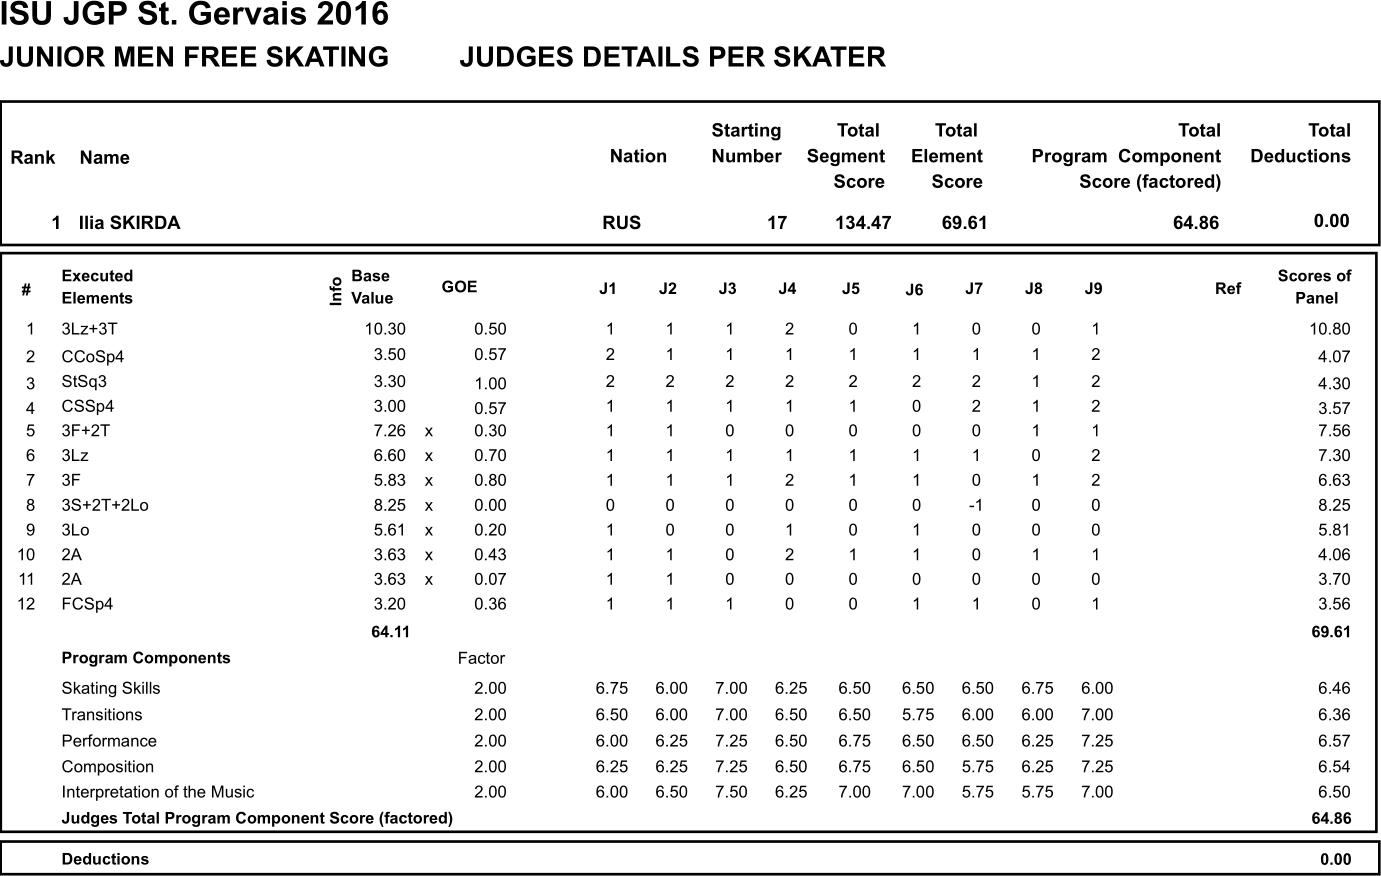 ISU JGP St. Gervais 2016
JUNIOR MEN FREE SKATING JUDGES DETAILS PER SKATER
Rank Name Nation Starting Number Total Segment Score Total Element Score Total Program Component Score (factored) Total Deductions
1 Ilia SKIRDA RUS 17 134.47 69.61 64.86 0.00
# Executed Elements Info Base Value GOE J1 J2 J3 J4 J5 J6 J7 J8 J9 Ref Scores of Panel
1 3Lz+3T 10.30 0.50 1 1 1 2 0 1 0 0 1 10.80
2 CCoSp4 3.50 0.57 2 1 1 1 1 1 1 1 2 4.07
3 StSq3 3.30 1.00 2 2 2 2 2 2 2 1 2 4.30
4 CSSp4 3.00 0.57 1 1 1 1 1 0 2 1 2 3.57
5 3F+2T 7.26 x 0.30 1 1 0 0 0 0 0 1 1 7.56
6 3Lz 6.60 x 0.70 1 1 1 1 1 1 1 0 2 7.30
7 3F 5.83 x 0.80 1 1 1 2 1 1 0 1 2 6.63
8 3S+2T+2Lo 8.25 x 0.00 0 0 0 0 0 0 -1 0 0 8.25
9 3Lo 5.61 x 0.20 1 0 0 1 0 1 0 0 0 5.81
10 2A 3.63 x 0.43 1 1 0 2 1 1 0 1 1 4.06
11 2A 3.63 x 0.07 1 1 0 0 0 0 0 0 0 3.70
12 FCSp4 3.20 0.36 1 1 1 0 0 1 1 0 1 3.56
64.11 69.61
Program Components Factor
Skating Skills 2.00 6.75 6.00 7.00 6.25 6.50 6.50 6.50 6.75 6.00 6.46
Transitions 2.00 6.50 6.00 7.00 6.50 6.50 5.75 6.00 6.00 7.00 6.36
Performance 2.00 6.00 6.25 7.25 6.50 6.75 6.50 6.50 6.25 7.25 6.57
Composition 2.00 6.25 6.25 7.25 6.50 6.75 6.50 5.75 6.25 7.25 6.54
Interpretation of the Music 2.00 6.00 6.50 7.50 6.25 7.00 7.00 5.75 5.75 7.00 6.50
Judges Total Program Component Score (factored) 64.86
Deductions 0.00